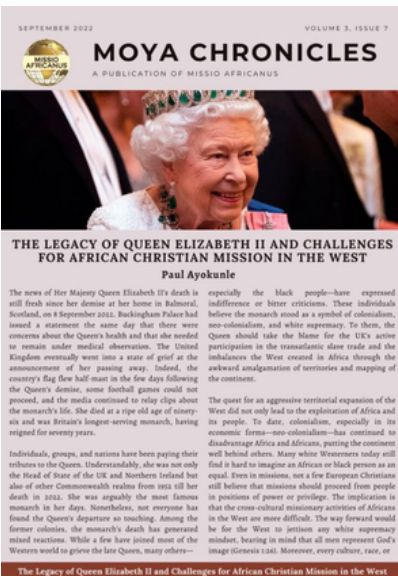 SEPTEMBER 2022
VOLUME 3, ISSUE 7
MISSIO
AFRICANUS
MOYA CHRONICLES
A PUBLICATION OF MISSIO AFRICANUS
THE LEGACY OF QUEEN ELIZABETH II AND CHALLENGES
FOR AFRICAN CHRISTIAN MISSION IN THE WEST
Paul Ayokunle
The news of Her Majesty Queen Elizabeth II's death is
still fresh since her demise at her home in Balmoral,
Scotland, on 8 September 2022. Buckingham Palace had
issued a statement the same day that there were
concerns about the Queen's health and that she needed
to remain under medical observation. The United
Kingdom eventually went into a state of grief at the
announcement of her passing away. Indeed, the
country's flag flew half-mast in the few days following
the Queen's demise, some football games could not
proceed, and the media continued to relay clips about
the monarch's life. She died at a ripe old age of ninety-
six and was Britain's longest-serving monarch, having
reigned for seventy years.
Individuals, groups, and nations have been paying their
tributes to the Queen. Understandably, she was not only
the Head of State of the UK and Northern Ireland but
also of other Commonwealth realms from 1952 till her
death in 2022. She was arguably the most famous
monarch in her days. Nonetheless, not everyone has
found the Queen's departure so touching. Among the
former colonies, the monarch's death has generated
mixed reactions. While a few have joined most of the
Western world to grieve the late Queen, many others—
especially the black people—have expressed
indifference or bitter criticisms. These individuals
believe the monarch stood as a symbol of colonialism,
neo-colonialism, and white supremacy. To them, the
Queen should take the blame for the UK's active
participation in the transatlantic slave trade and the
imbalances the West created in Africa through the
awkward amalgamation of territories and mapping of
the continent.
The quest for an aggressive territorial expansion of the
West did not only lead to the exploitation of Africa and
its people. To date, colonialism, especially in its
economic forms—neo-colonialism—has continued to
disadvantage Africa and Africans, putting the continent
well behind others. Many white Westerners today still
find it hard to imagine an African or black person as an
equal. Even in missions, not a few European Christians
still believe that missions should proceed from people
in positions of power or privilege. The implication is
that the cross-cultural missionary activities of Africans
in the West are more difficult. The way forward would
be for the West to jettison any white supremacy
mindset, bearing in mind that all men represent God's
image (Genesis 1:26). Moreover, every culture, race, or
The Legacy of Queen Elizabeth II and Challenges for African Christian Mission in the West